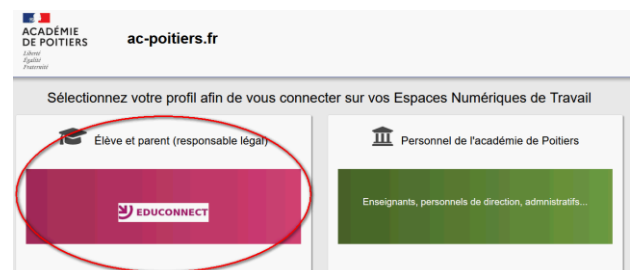 ACADÉMIE
DE POITIERS
Liberté
Égalité
Fraternité
ac-poitiers.fr
Sélectionnez votre profil afin de vous connecter sur vos Espaces Numériques de Travail
Élève et parent (responsable légal)
EDUCONNECT
Personnel de l'académie de Poitiers
Enseignants, personnels de direction, admnistratifs...